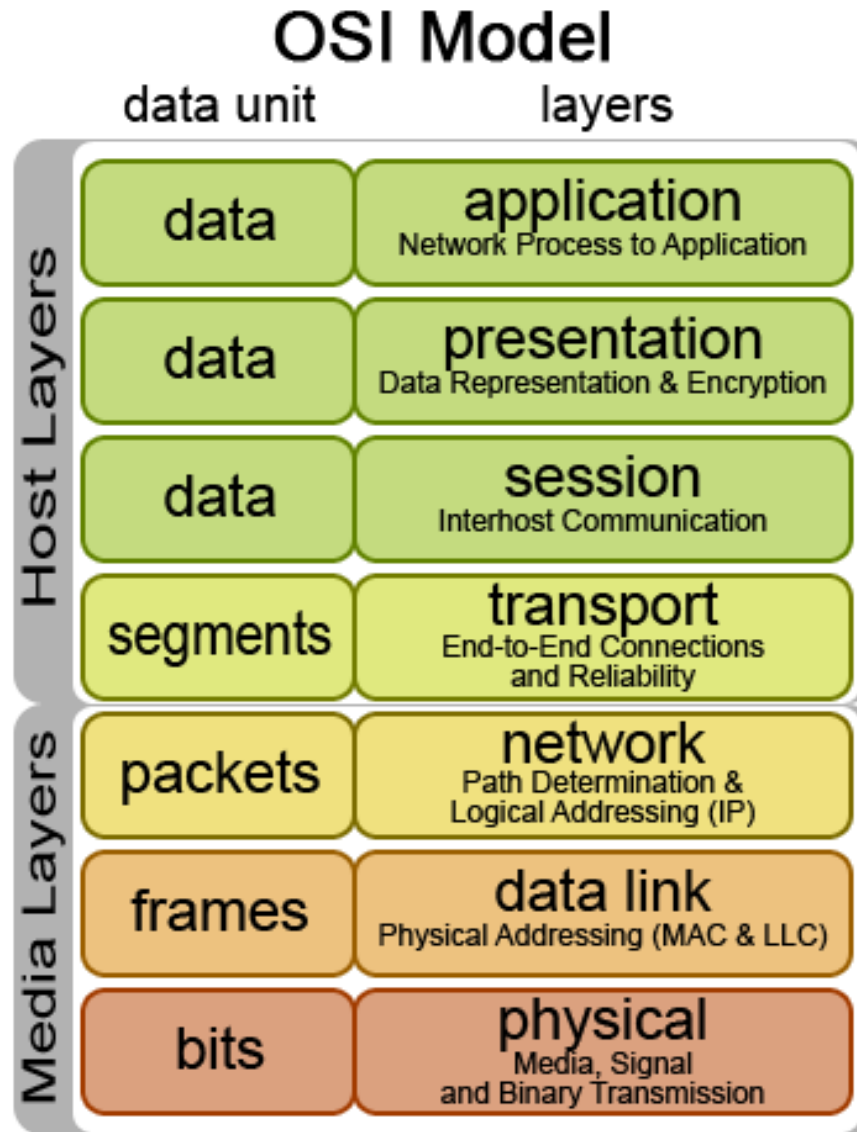 OSI Model
data unit layers
Host Layers
data
application
Network Process to Application
data
presentation
Data Representation & Encryption
data
session
Interhost Communication
segments
transport
End-to-End Connections
and Reliability
Media Layers
packets
network
Path Determination &
Logical Addressing (IP)
frames
data link
Physical Addressing (MAC & LLC)
bits
physical
Media, Signal
and Binary Transmission